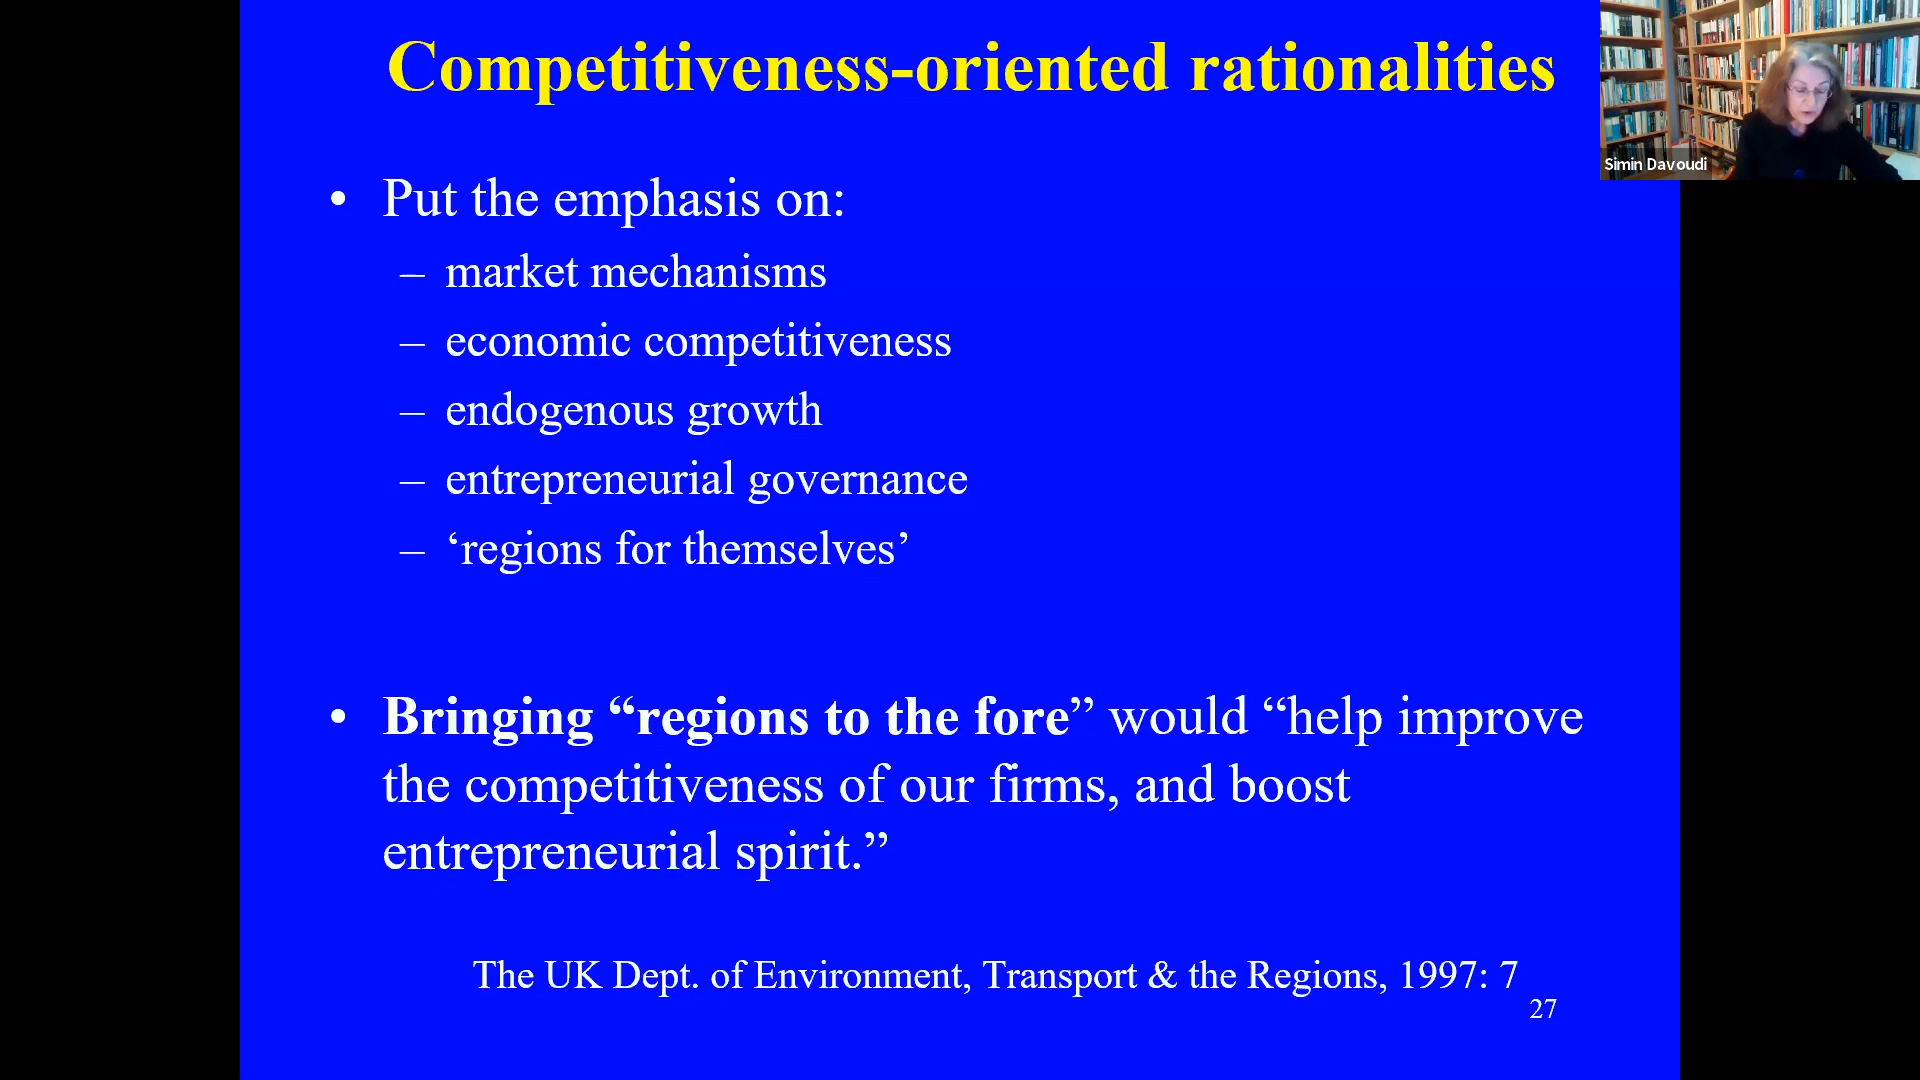 Competitiveness-oriented rationalities
Simin Davoudi
• Put the emphasis on:
– market mechanisms
– economic competitiveness
– endogenous growth
– entrepreneurial governance
– ‘regions for themselves’
• Bringing “regions to the fore” would “help improve
the competitiveness of our firms, and boost
entrepreneurial spirit.”
The UK Dept. of Environment, Transport & the Regions, 1997: 7
27